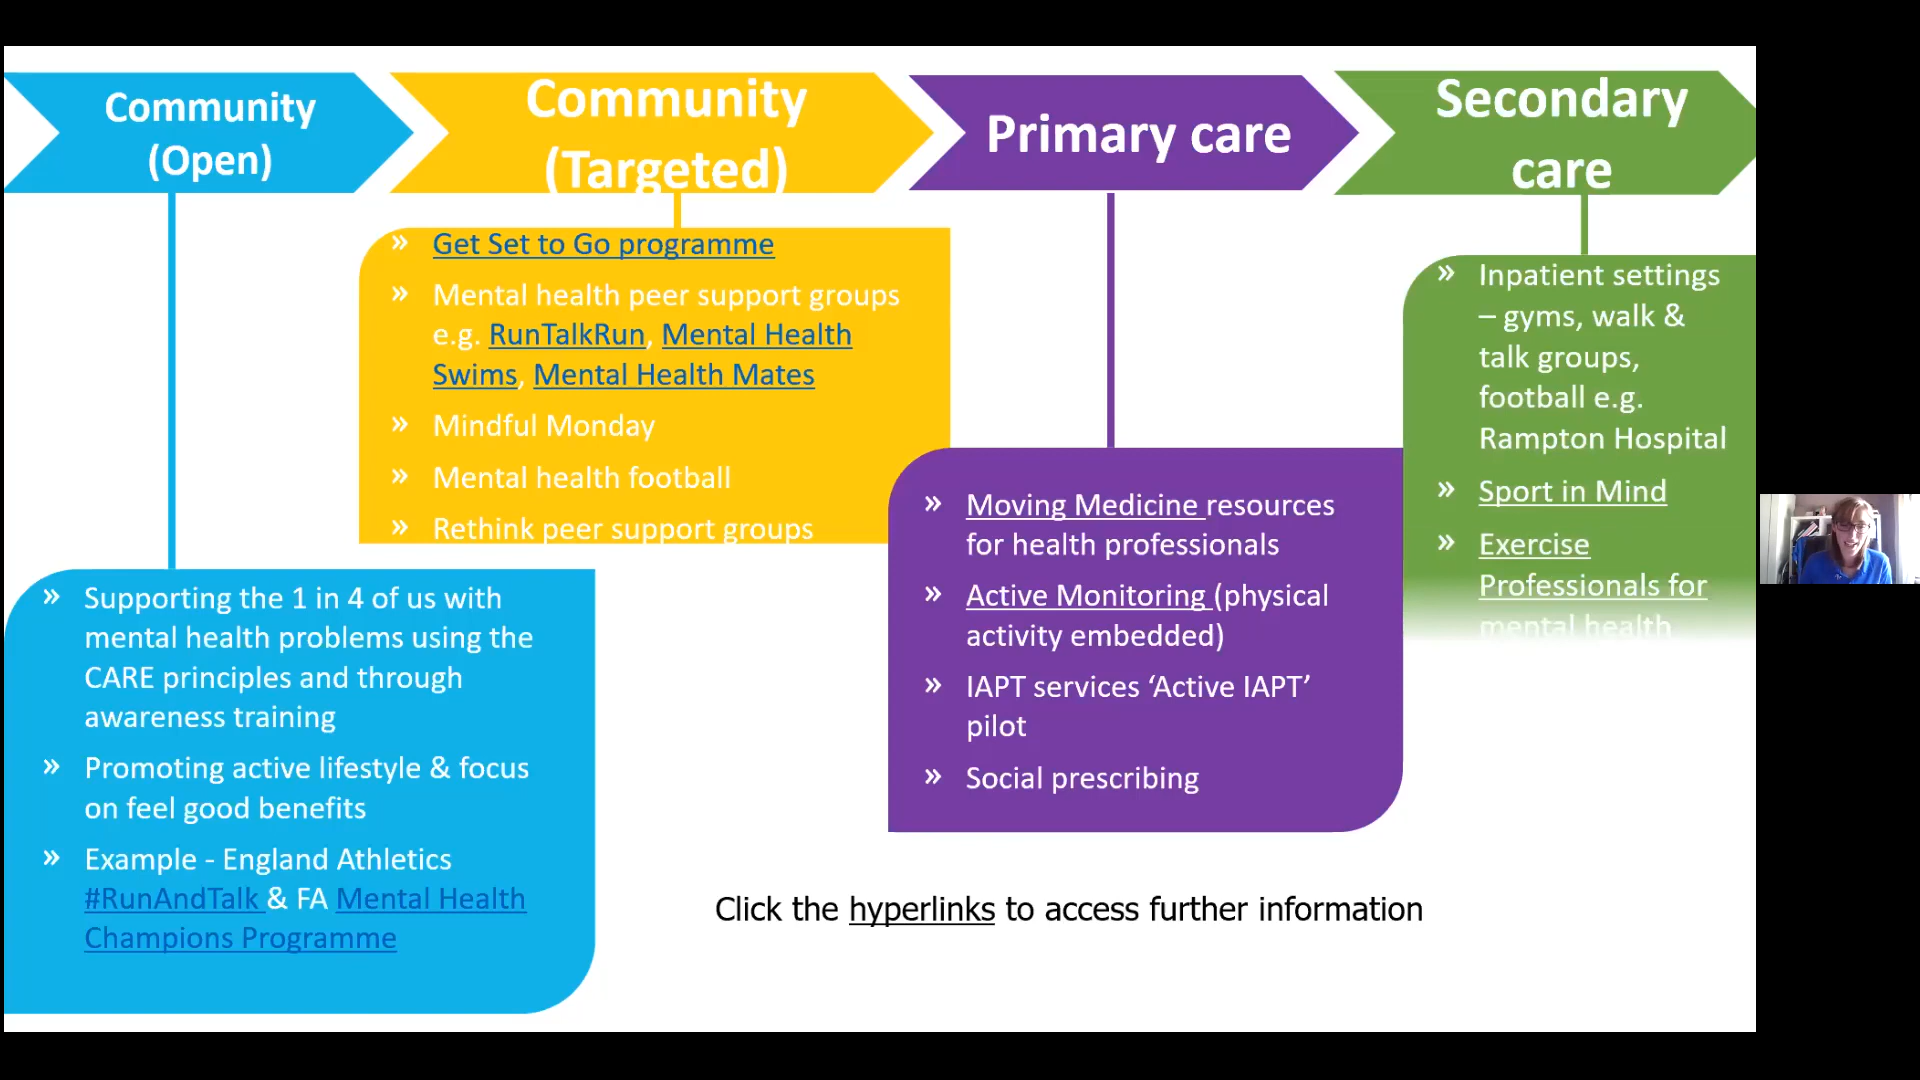 Community
(Open)
Community
(Targeted)
Primary care
Secondary
care
» Get Set to Go programme
» Mental health peer support groups
e.g. RunTalkRun, Mental Health
Swims, Mental Health Mates
» Mindful Monday
» Mental health football
» Rethink peer support groups
» Inpatient settings
– gyms, walk &
talk groups,
football e.g.
Rampton Hospital
» Sport in Mind
» Exercise
Professionals for
mental health
» Moving Medicine resources
for health professionals
» Active Monitoring (physical
activity embedded)
» IAPT services ‘Active IAPT’
pilot
» Social prescribing
» Supporting the 1 in 4 of us with
mental health problems using the
CARE principles and through
awareness training
» Promoting active lifestyle & focus
on feel good benefits
» Example - England Athletics
#RunAndTalk & FA Mental Health
Champions Programme
Click the hyperlinks to access further information